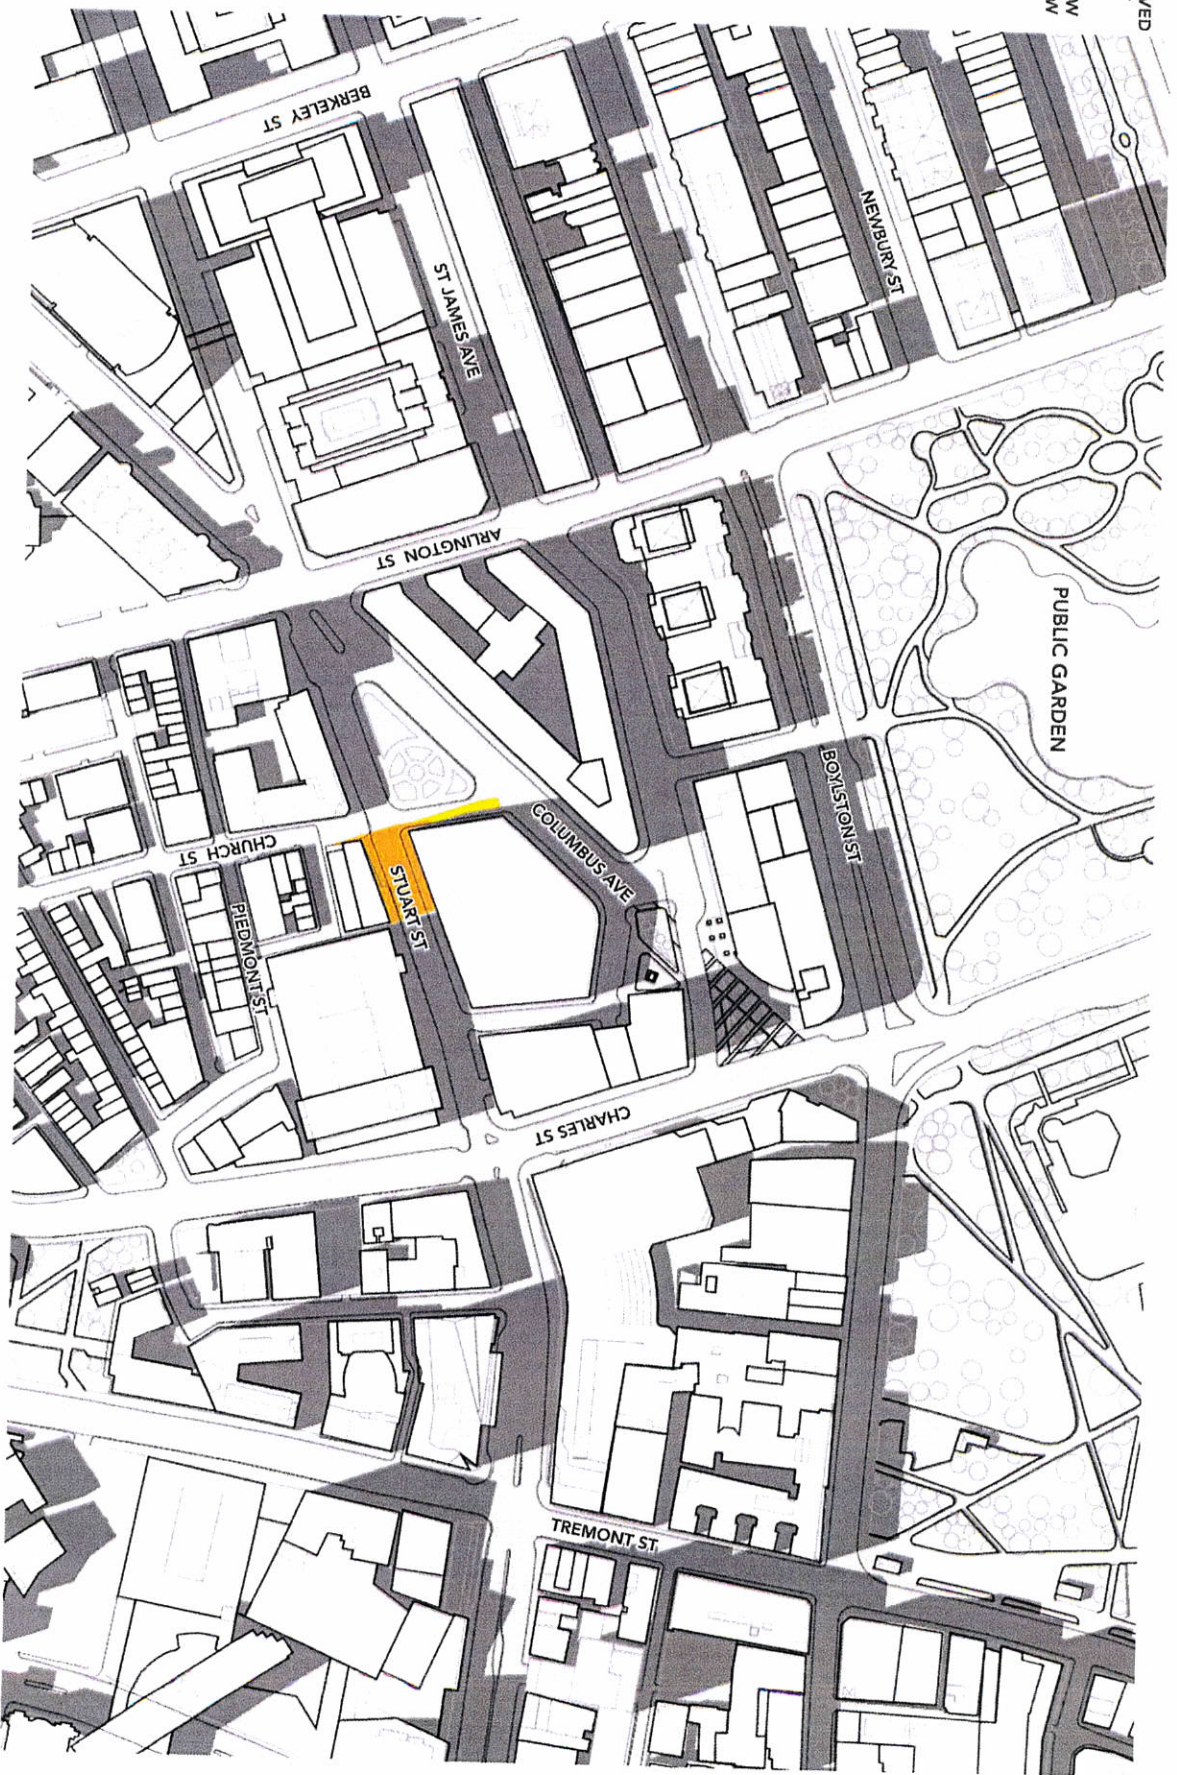 VED
W
W
BERKELEY ST
NEWBURY ST
ST JAMES AVE
ARLINGTON ST
PUBLIC GARDEN
BOYLSTON ST
COLUMBUS AVE
CHURCH ST
STUART ST
PIEDMONT ST
CHARLES ST
TREMONT ST